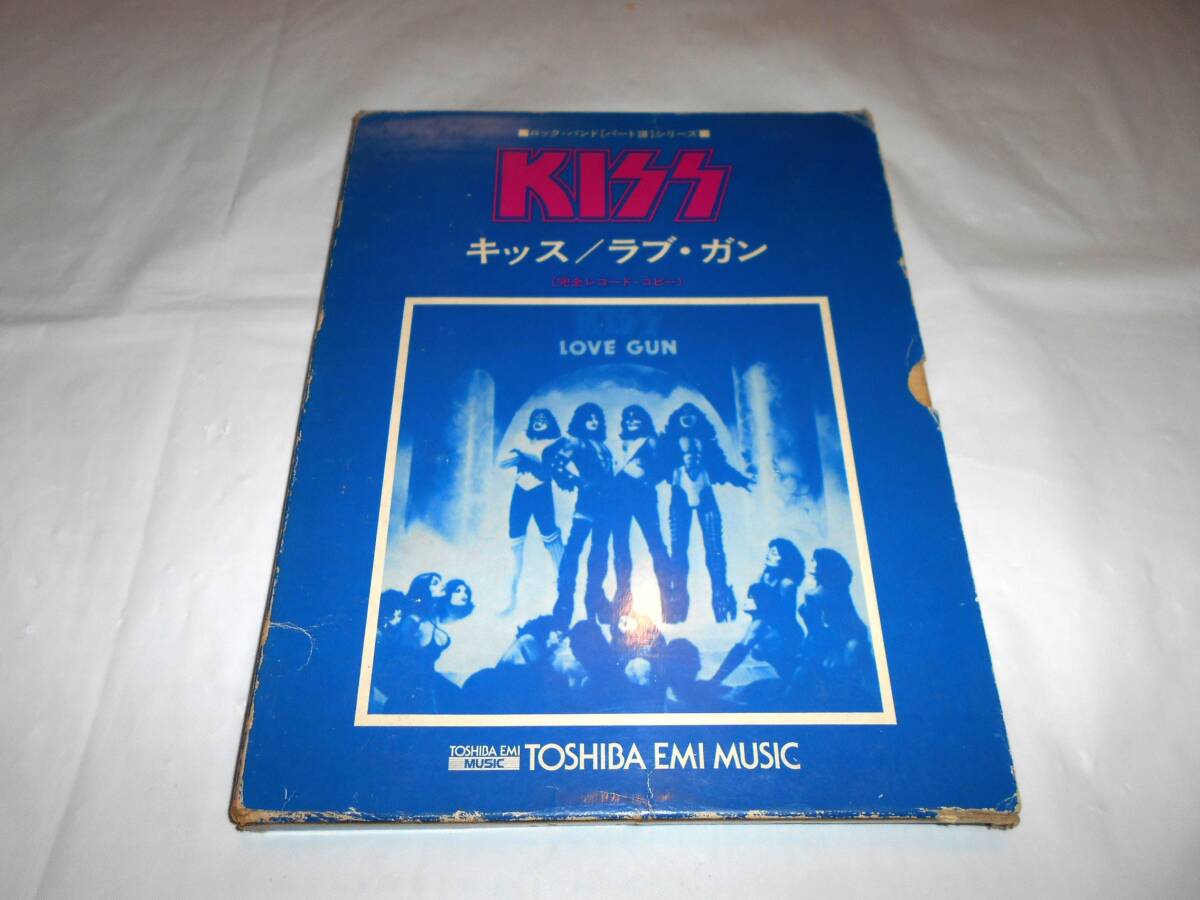 ■ロック・バンド〔パート譜〕シリーズ■
KISS
キッス／ラブ・ガン
(完全レコード・コピー)
LOVE GUN
TOSHIBA EMI
MUSIC
TOSHIBA EMI MUSIC